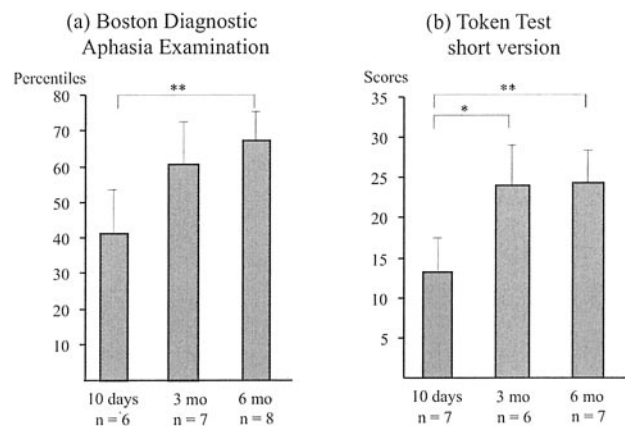 (a) Boston Diagnostic
Aphasia Examination
Percentiles
80
70
60
50
40
30
20
10
**
10 days
3 mo
6 mo
n = 6
n = 7
n = 8
(b) Token Test
short version
Scores
35
30
25
20
15
10
5
**
*
10 days
3 mo
6 mo
n = 7
n = 6
n = 7